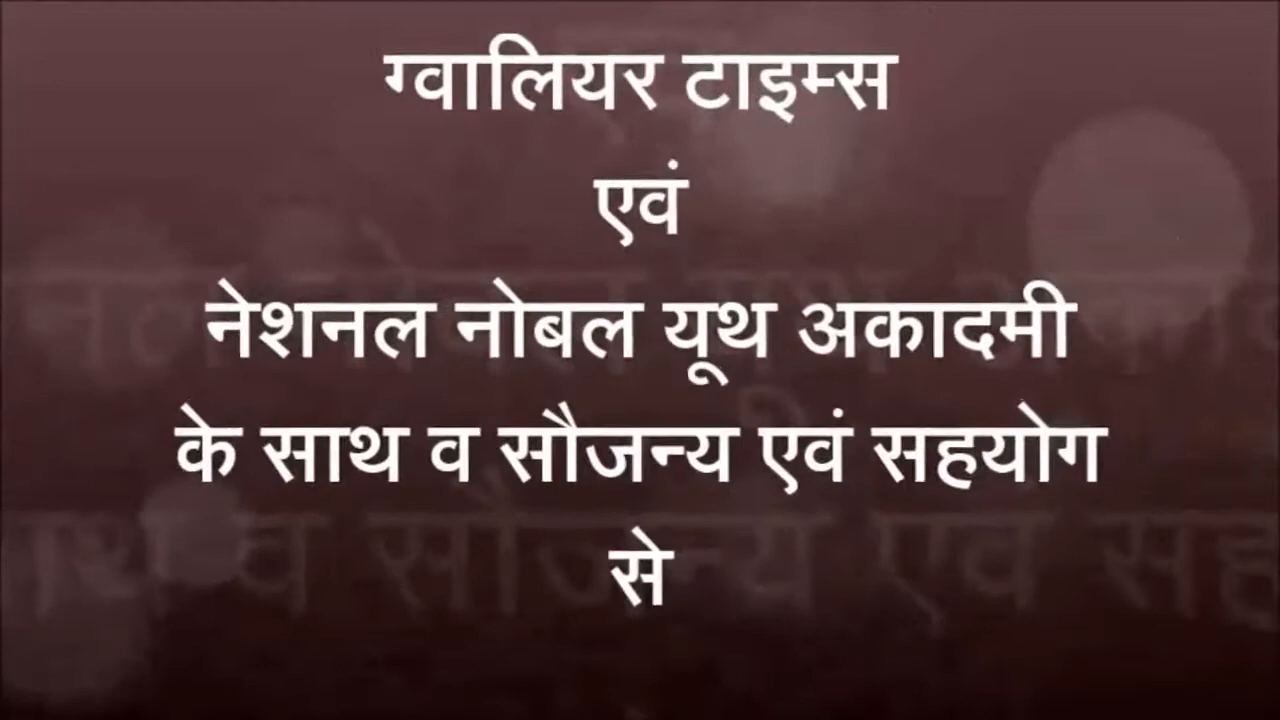 ग्वालियर टाइम्स
एवं
नेशनल नोबल यूथ अकादमी
के साथ व सौजन्य एवं सहयोग
से